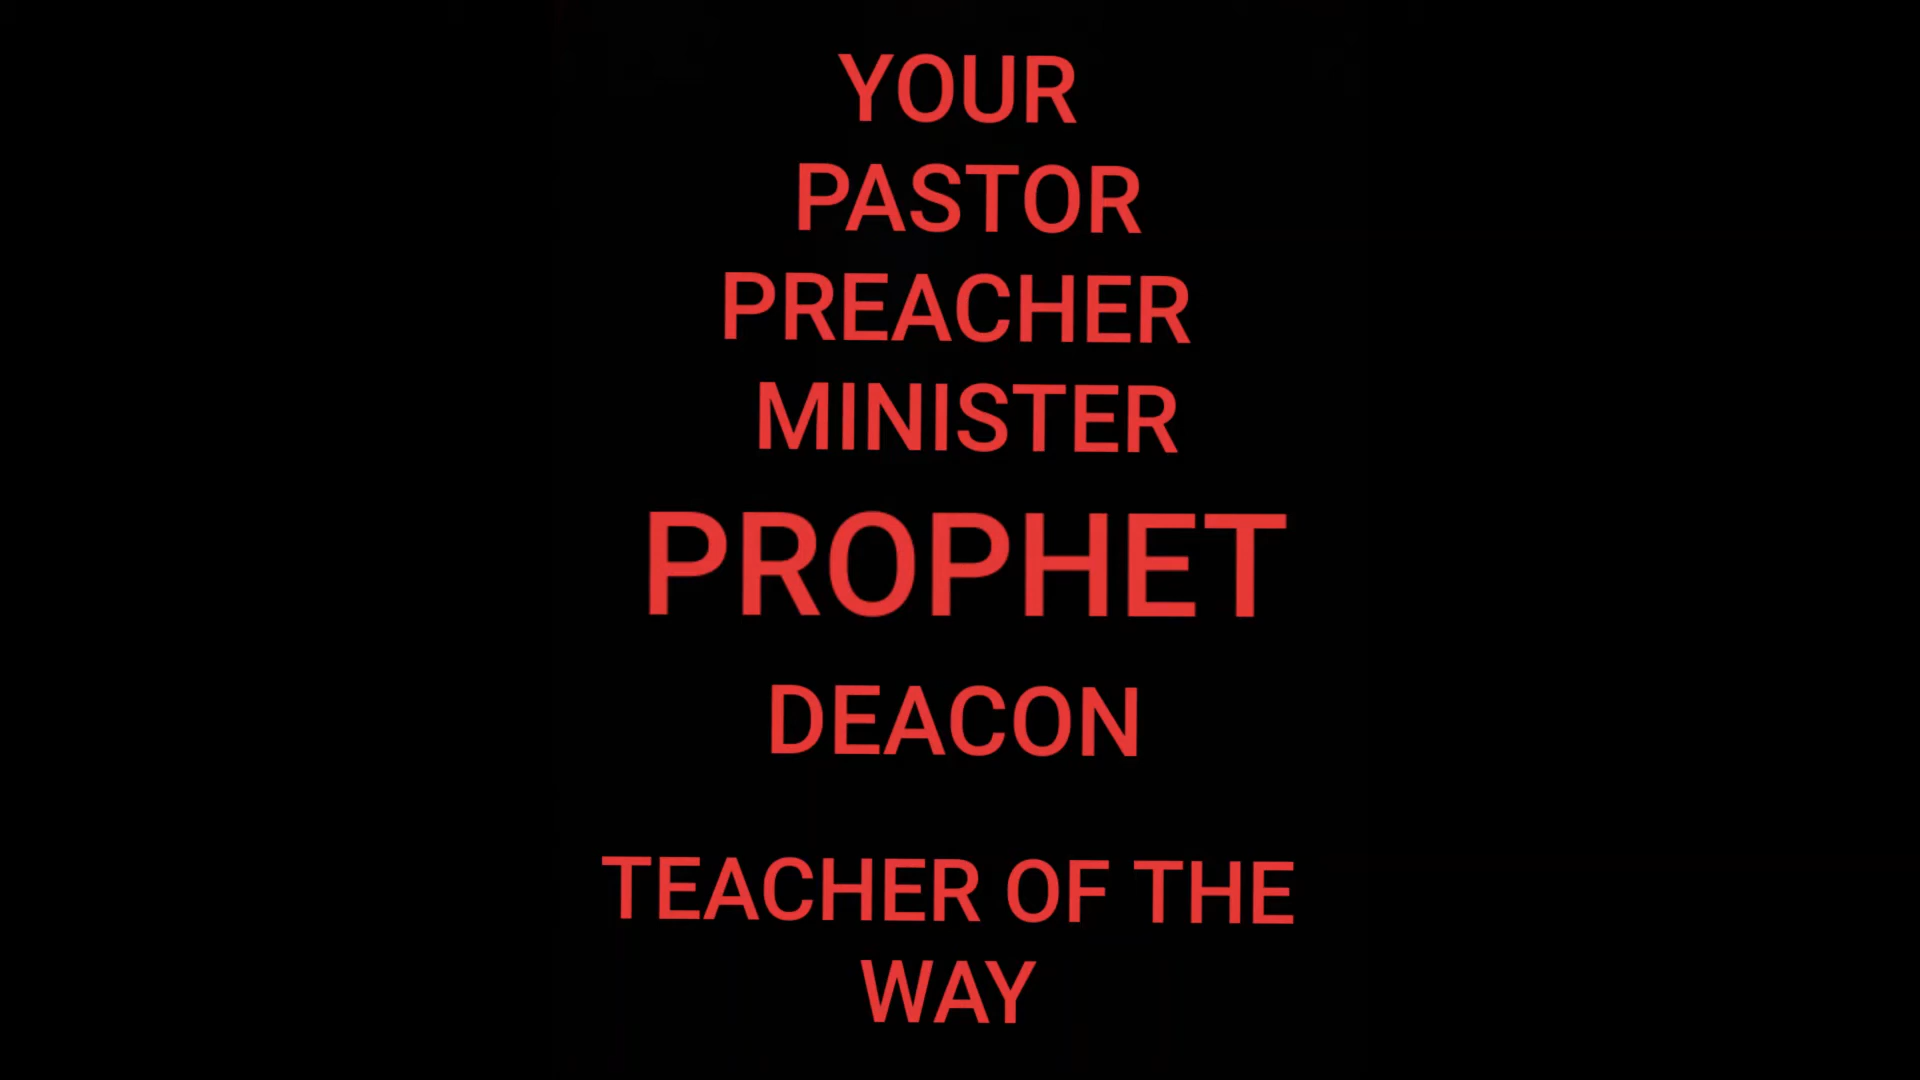 YOUR
PASTOR
PREACHER
MINISTER
PROPHET
DEACON
TEACHER OF THE
WAY